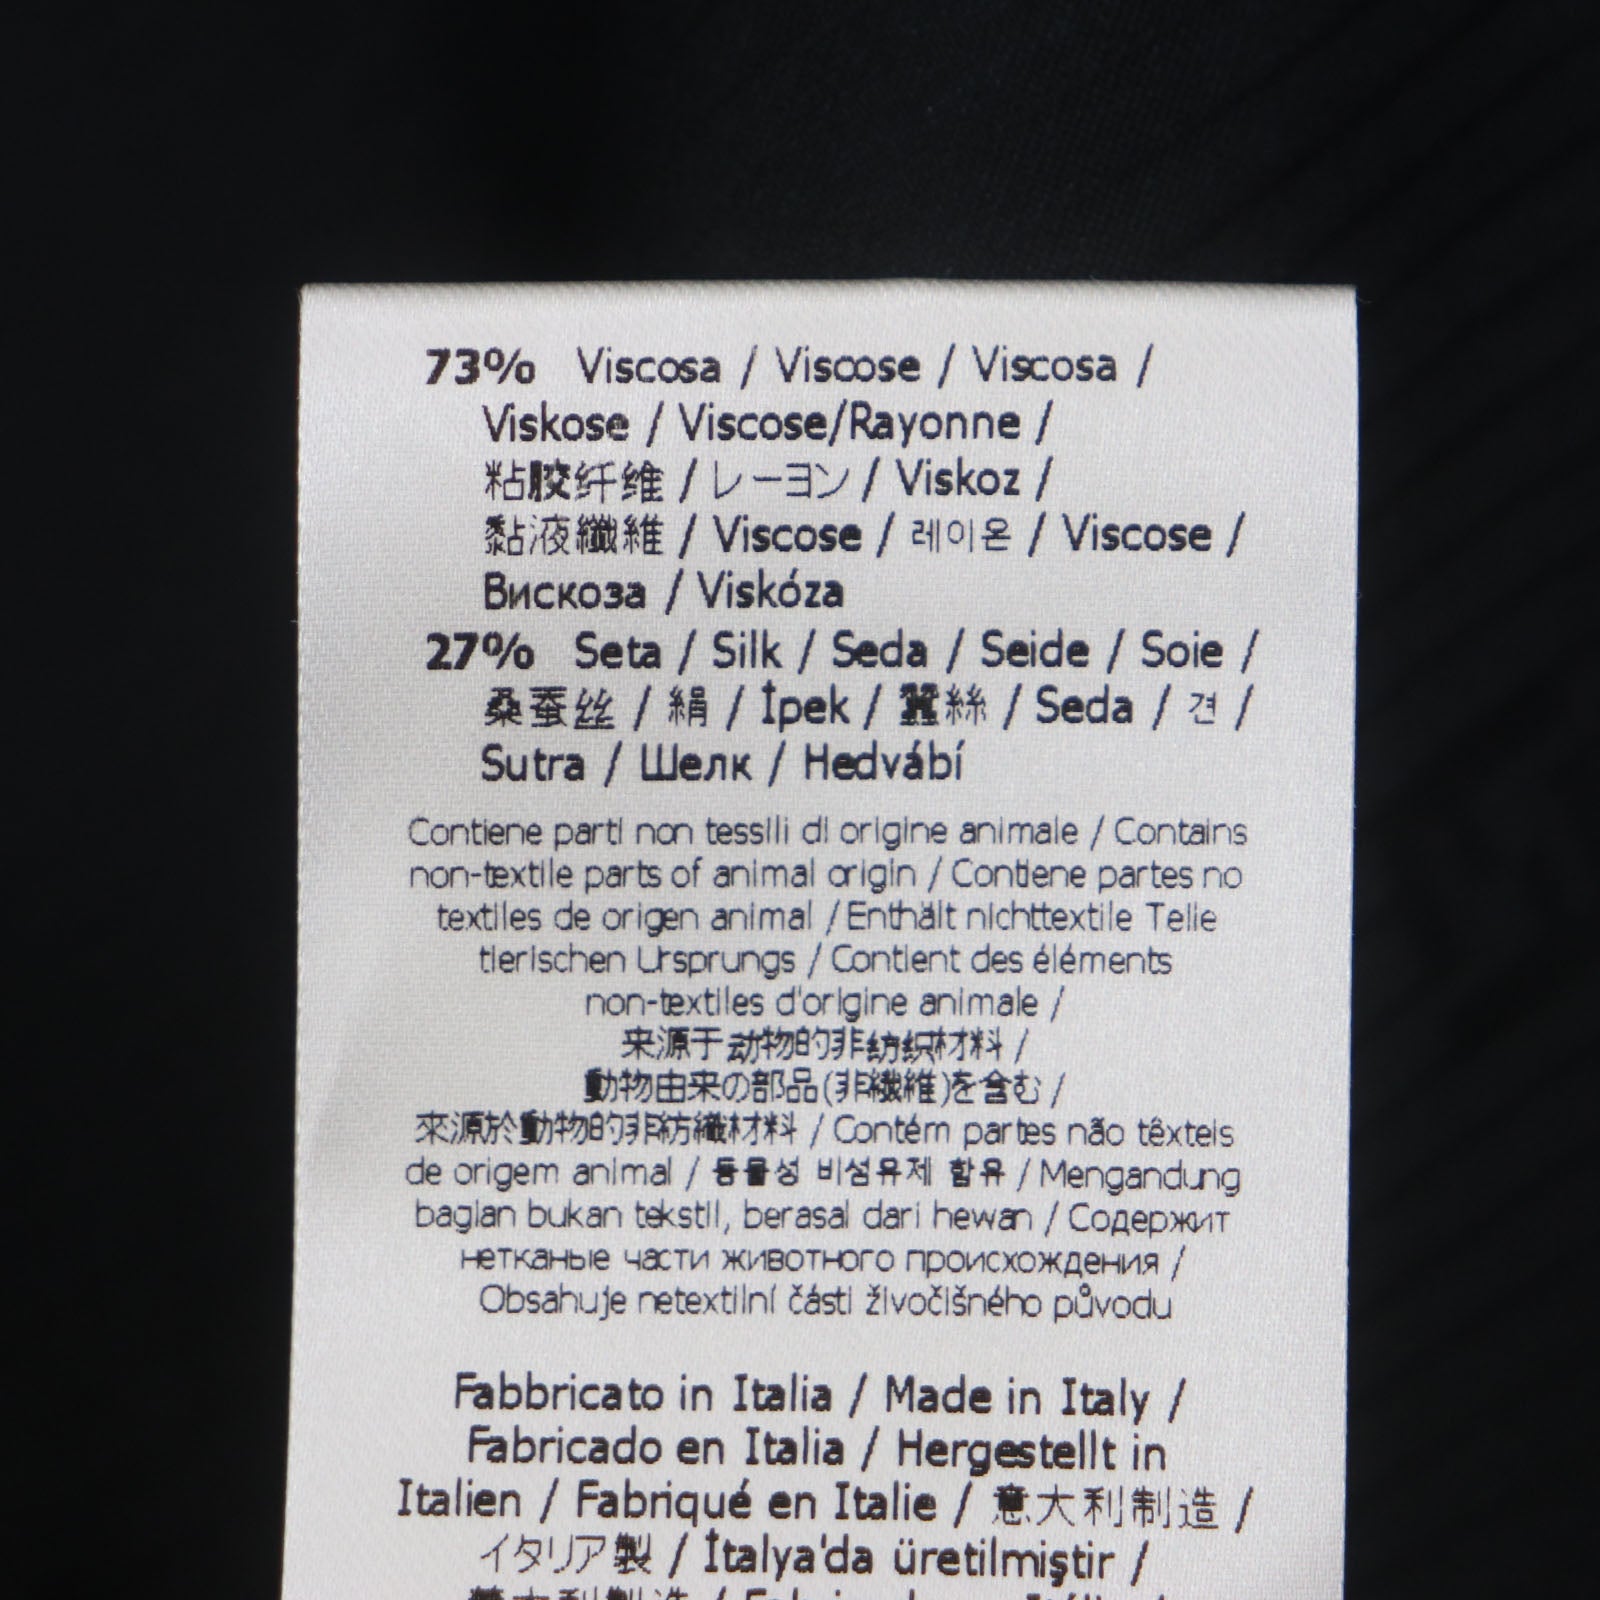 73% Viscosa / Viscose / Viscosa /
Viskose / Viscose/Rayonne /
粘胶纤维 / レーヨン / Viskoz /
黏液纖維 / Viscose / 레이온 / Viscose /
Вискоза / Viskóza
27% Seta / Silk / Seda / Seide / Soie /
桑蚕丝 / 絹 / İpek / 蠶絲 / Seda / 견 /
Sutra / Шелк / Hedvábí
Contiene parti non tessili di origine animale / Contains
non-textile parts of animal origin / Contiene partes no
textiles de origen animal / Enthält nichttextile Teile
tierischen Ursprungs / Contient des éléments
non-textiles d'origine animale /
来源于动物的非纺织材料 /
動物由来の部品(非繊維)を含む /
來源於動物的非紡織材料 / Contém partes não têxteis
de origem animal / 동물성 비섬유제 함유 / Mengandung
bagian bukan tekstil, berasal dari hewan / Содержит
нетканые части животного происхождения /
Obsahuje netextilní části živočišného původu
Fabbricato in Italia / Made in Italy /
Fabricado en Italia / Hergestellt in
Italien / Fabriqué en Italie / 意大利制造 /
イタリア製 / İtalya'da üretilmiştir /